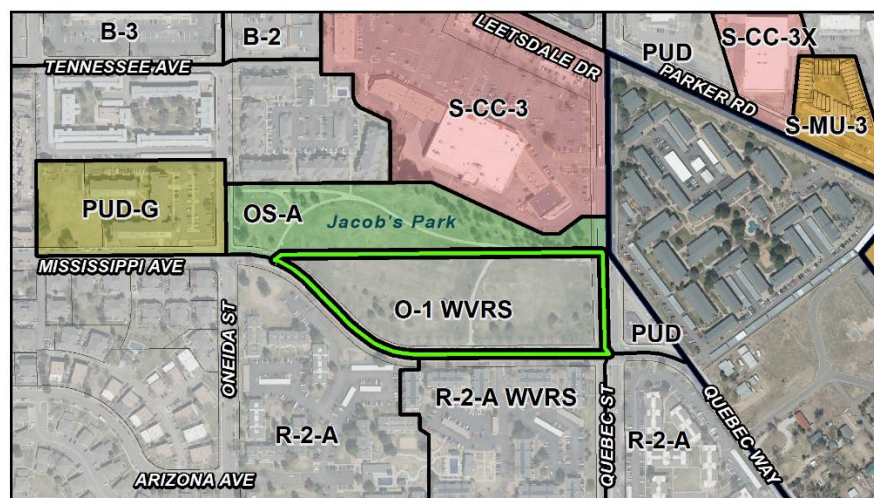 B-3
B-2
TENNESSEE AVE
LEETSDALE DR
PUD
S-CC-3X
PARKER RD
S-MU-3
S-CC-3
PUD-G
OS-A
Jacob's Park
MISSISSIPPI AVE
ONEIDA ST
O-1 WVRS
PUD
R-2-A WVRS
R-2-A
QUEBEC ST
R-2-A
QUEBEC WAY
ARIZONA AVE